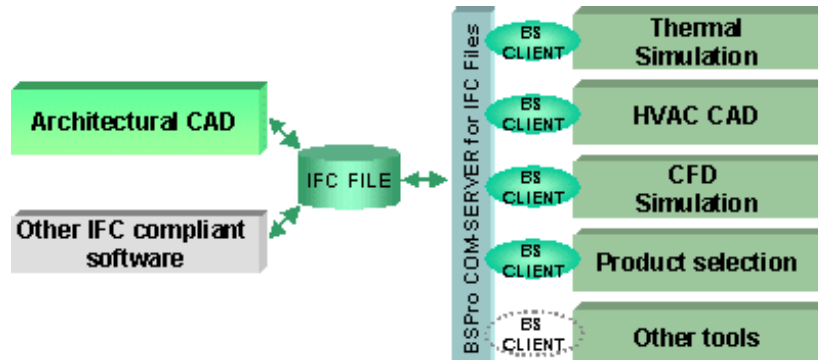 Architectural CAD
Other IFC compliant
software
IFC FILE
BSPro COM-SERVER for IFC Files
BS
CLIENT
Thermal
Simulation
BS
CLIENT
HVAC CAD
BS
CLIENT
CFD
Simulation
BS
CLIENT
Product selection
BS
CLIENT
Other tools